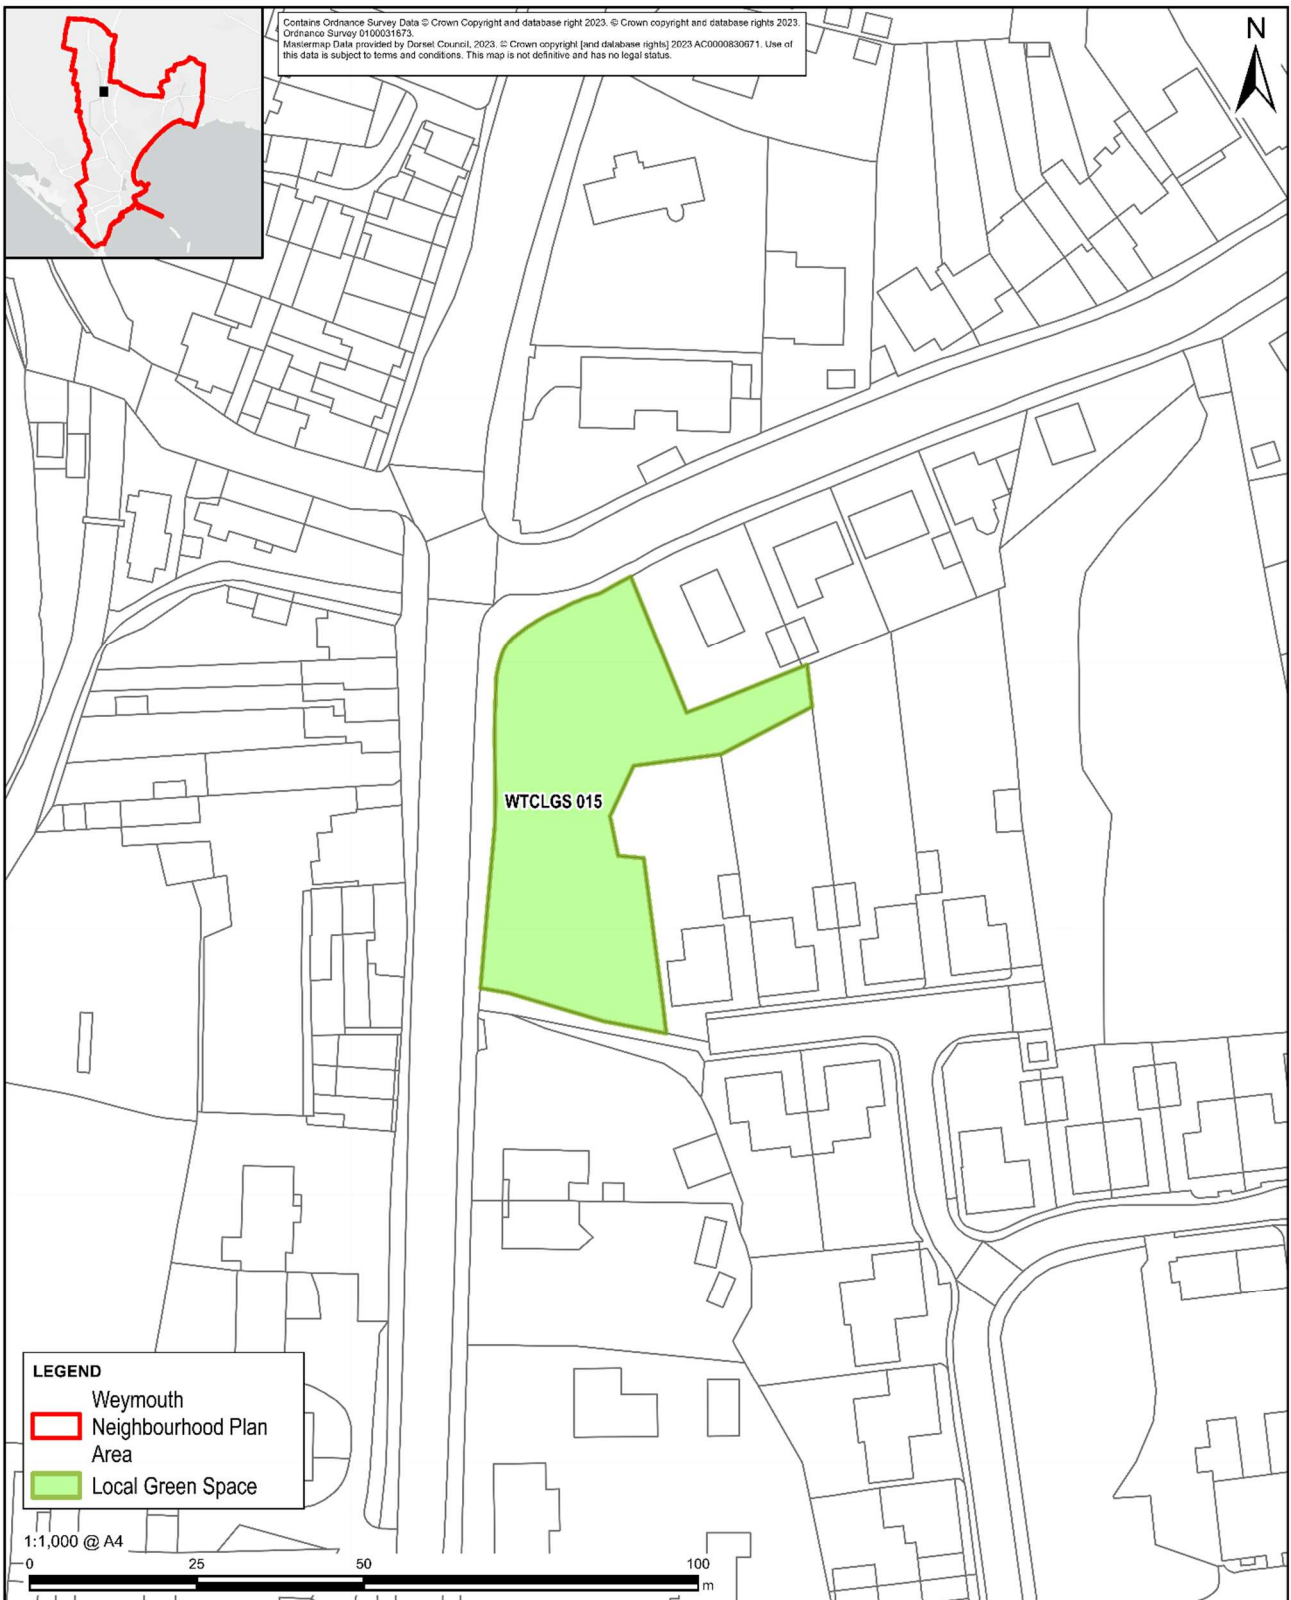 Contains Ordnance Survey Data © Crown Copyright and database right 2023. © Crown copyright and database rights 2023.
Ordnance Survey 0100031673.
Mastermap Data provided by Dorset Council, 2023. © Crown copyright [and database rights] 2023 AC0000830671. Use of
this data is subject to terms and conditions. This map is not definitive and has no legal status.
N
WTCLGS 015
LEGEND
Weymouth
Neighbourhood Plan
Area
Local Green Space
1:1,000 @ A4
0 25 50 100
m